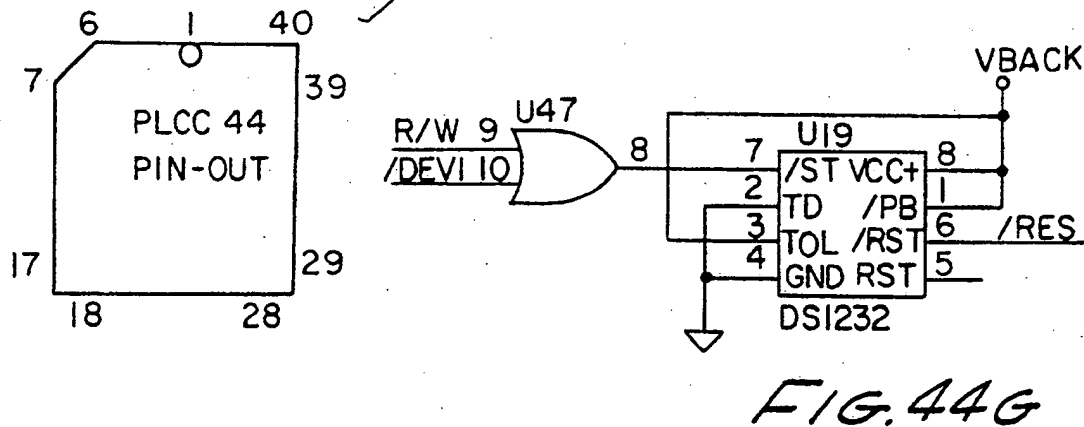 6 1 40
7 39
PLCC 44
PIN-OUT
17 29
18 28
VBACK
U47
R/W 9
/DEV1 10
8
U19
7 /ST VCC+ 8
2 TD /PB 1
3 TOL /RST 6 /RES
4 GND RST 5
DS1232
FIG. 44G